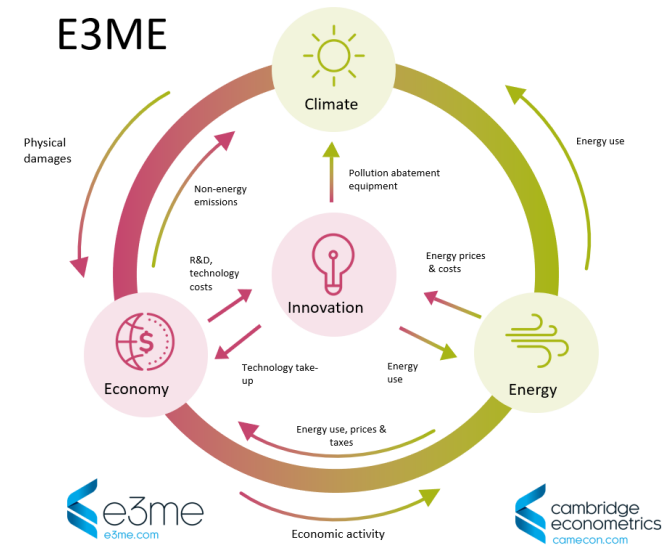 E3ME
Climate
Physical
damages
Energy use
Pollution abatement
equipment
Non-energy
emissions
R&D,
technology
costs
Energy prices
& costs
Innovation
$
Economy
Technology take-
up
Energy
use
Energy
Energy use, prices &
taxes
e3me
e3me.com
Economic activity
cambridge
econometrics
camecon.com